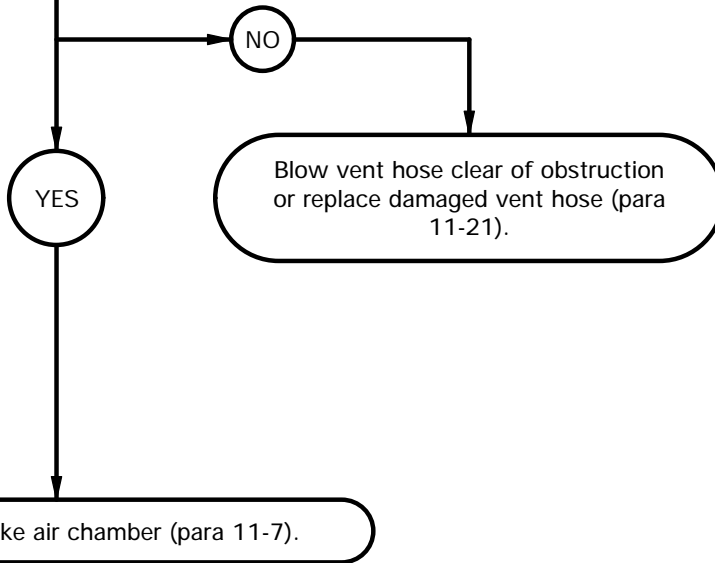 NO
Blow vent hose clear of obstruction
or replace damaged vent hose (para
11-21).
YES
ke air chamber (para 11-7).